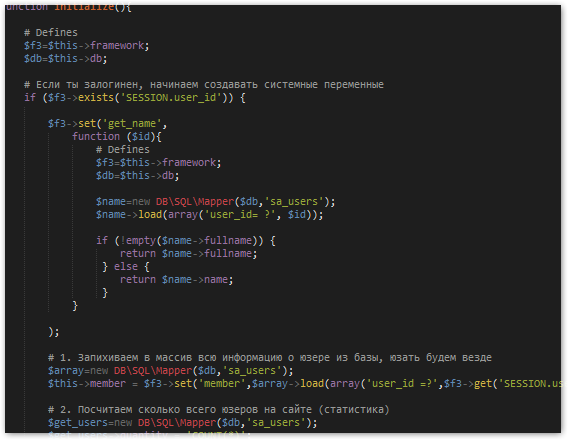 function initialize(){
# Defines
$f3=$this->framework;
$db=$this->db;
# Если ты залогинен, начинаем создавать системные переменные
if ($f3->exists('SESSION.user_id')) {
$f3->set('get_name',
function ($id){
# Defines
$f3=$this->framework;
$db=$this->db;
$name=new DB\SQL\Mapper($db,'sa_users');
$name->load(array('user_id= ?', $id));
if (!empty($name->fullname)) {
return $name->fullname;
} else {
return $name->name;
}
}
);
# 1. Запихиваем в массив всю информацию о юзере из базы, юзать будем везде
$array=new DB\SQL\Mapper($db,'sa_users');
$this->member = $f3->set('member',$array->load(array('user_id =?',$f3->get('SESSION.us
# 2. Посчитаем сколько всего юзеров на сайте (статистика)
$get_users=new DB\SQL\Mapper($db,'sa_users');
$get_users->quantity = 'COUNT(*)';